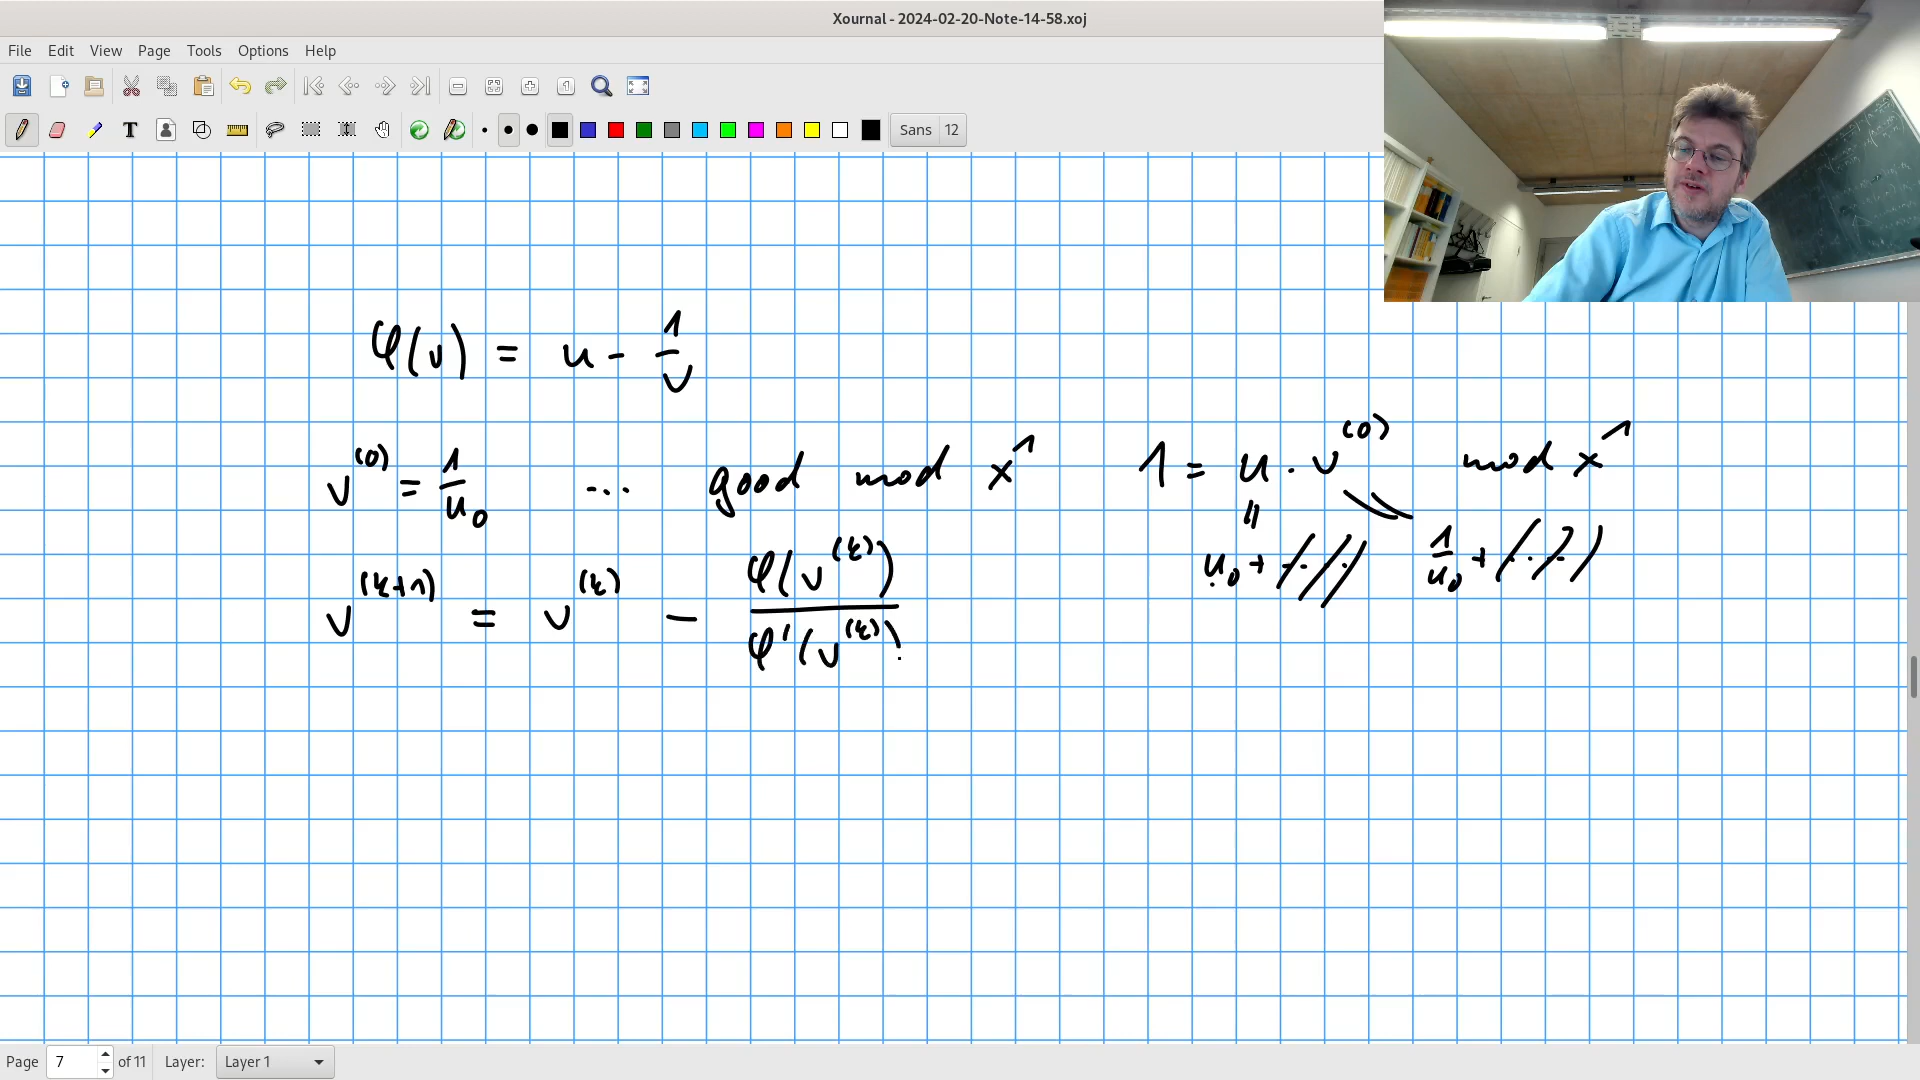 Xournal - 2024-02-20-Note-14-58.xoj
File Edit View Page Tools Options Help
Sans 12
φ(v) = u - 1/v
v^(0) = 1/u_0 ... good mod x^1
1 = u · v^(0) mod x^1
u_0 + 1/u_0 +
v^(k+1) = v^(k) - φ(v^(k)) / φ'(v^(k))
Page 7 of 11 Layer: Layer 1